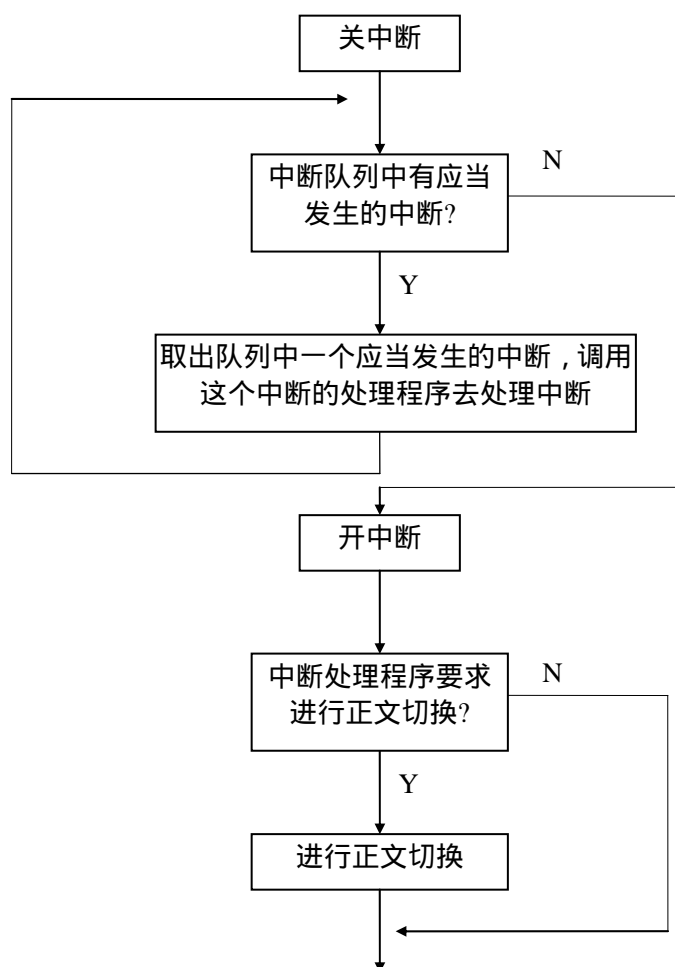 关中断
中断队列中有应当
发生的中断?
N
Y
取出队列中一个应当发生的中断，调用
这个中断的处理程序去处理中断
开中断
中断处理程序要求
进行正文切换?
N
Y
进行正文切换